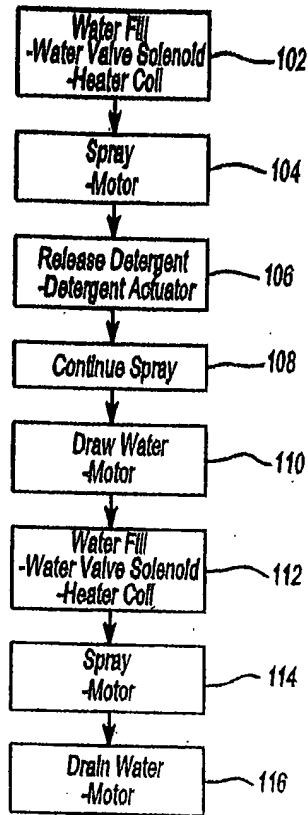 Water Fill
-Water Valve Solenoid
-Heater Coil
102
Spray
-Motor
104
Release Detergent
-Detergent Actuator
106
Continue Spray
108
Draw Water
-Motor
110
Water Fill
-Water Valve Solenoid
-Heater Coil
112
Spray
-Motor
114
Drain Water
-Motor
116